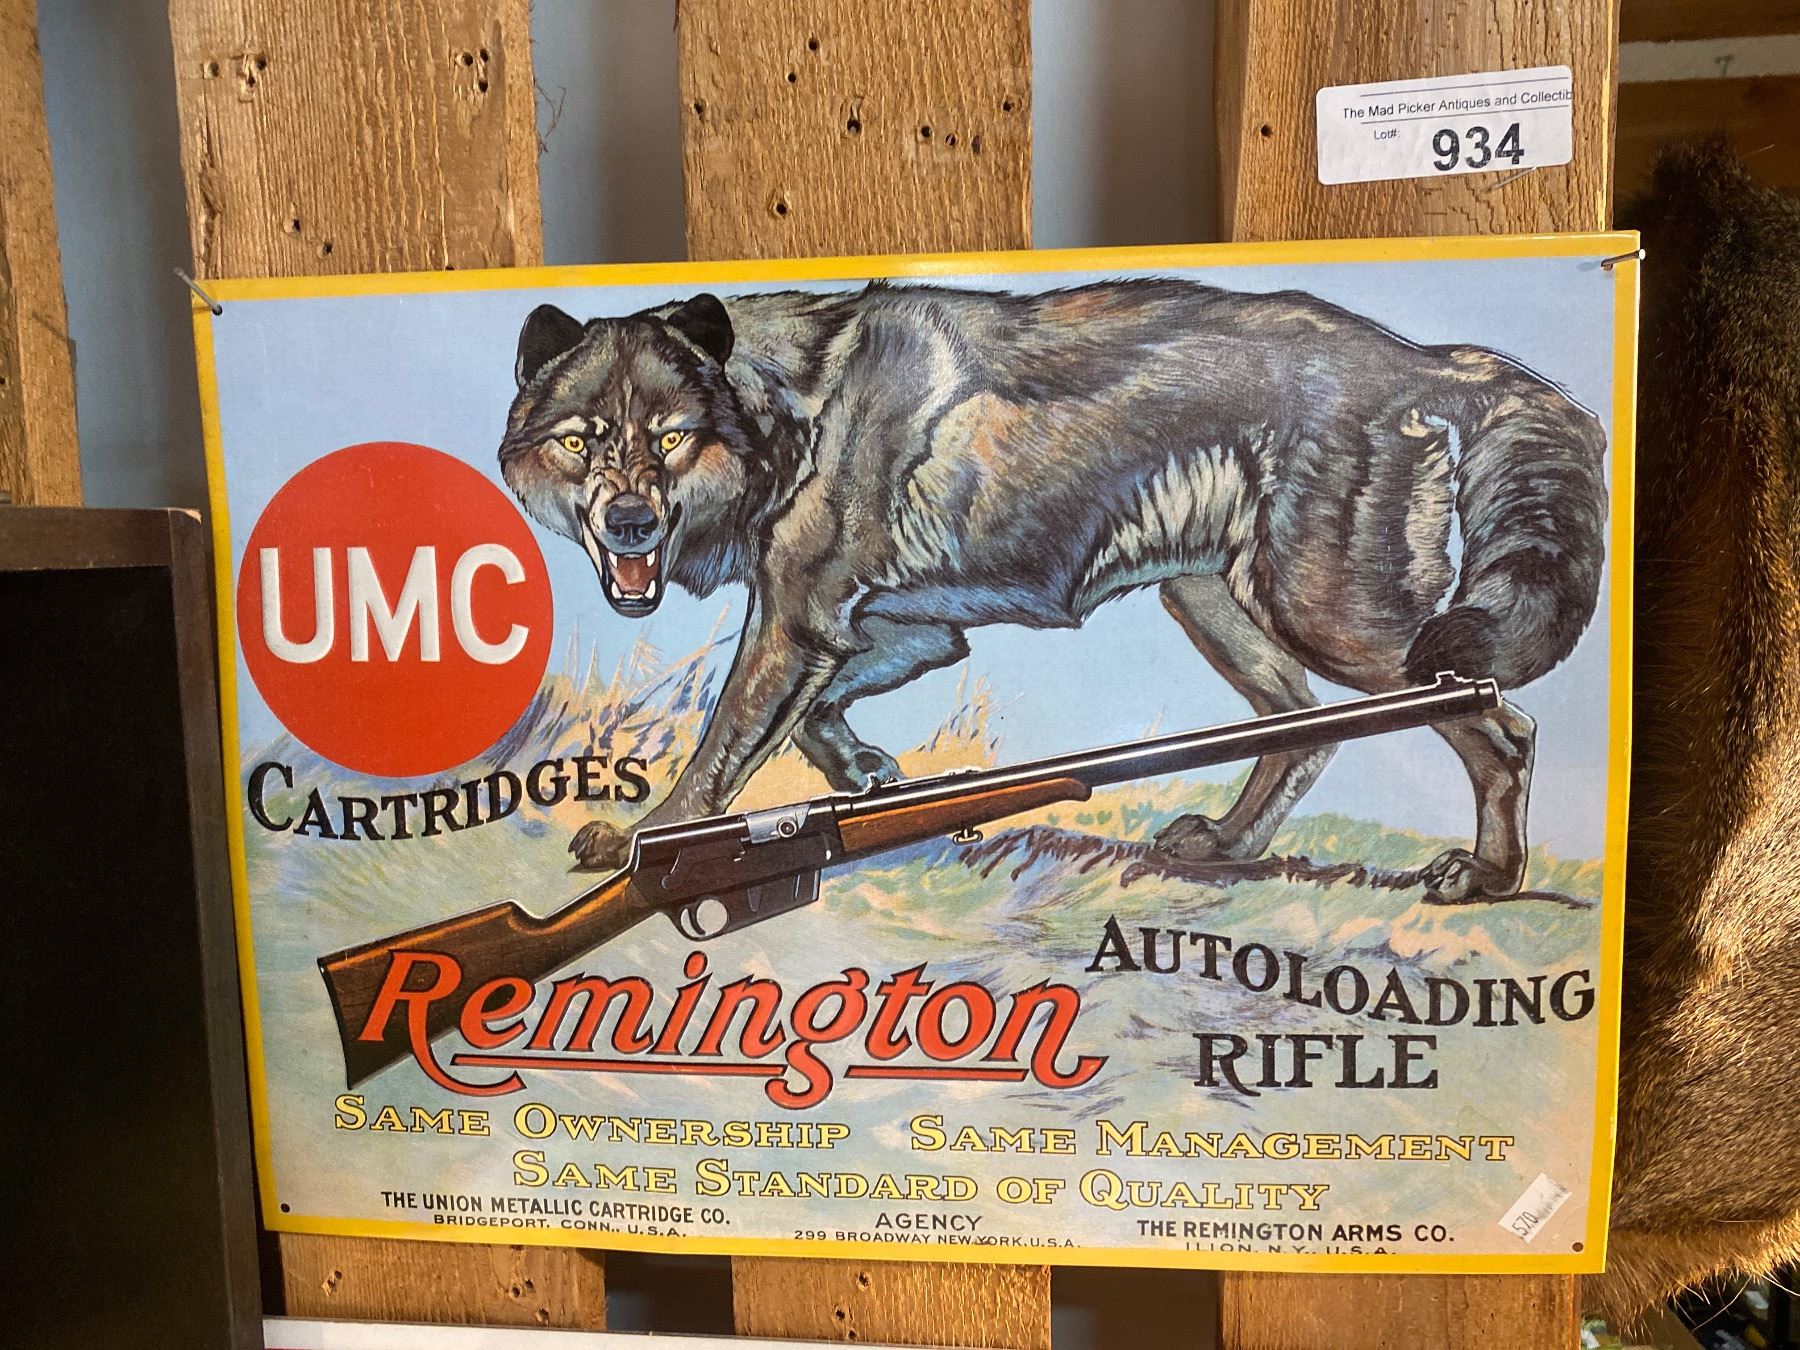 The Mad Picker Antiques and Collectib
Lot#: 934
UMC
CARTRIDGES
Remington
AUTOLOADING
RIFLE
SAME OWNERSHIP SAME MANAGEMENT
SAME STANDARD OF QUALITY
THE UNION METALLIC CARTRIDGE CO.
BRIDGEPORT, CONN., U.S.A.
AGENCY
299 BROADWAY NEW YORK, U.S.A.
THE REMINGTON ARMS CO.
ILION, N.Y., U.S.A.
570